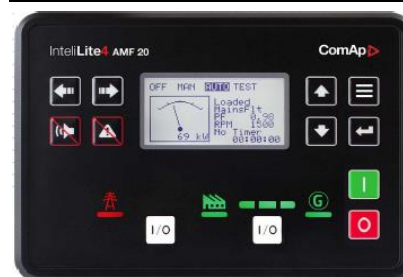 InteliLite4 AMF 20
ComAp
OFF MAN AUTO TEST
Loaded
MainsFlt
PF 0.98
RPM 1500
No Timer
00:00:00
69 kW
G
I/O
I/O
I
O